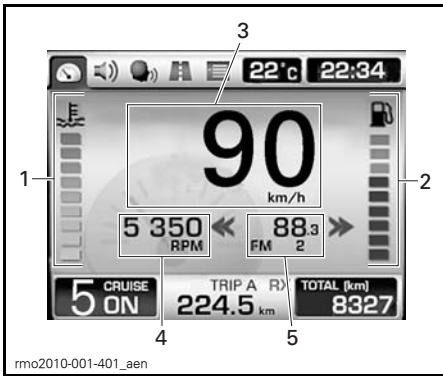 3
22°c 22:34
1
90
km/h
2
5 350
RPM
88.3
FM 2
5 CRUISE ON
TRIP A RX
224.5 km
TOTAL [km]
8327
4
5
rmo2010-001-401_aen